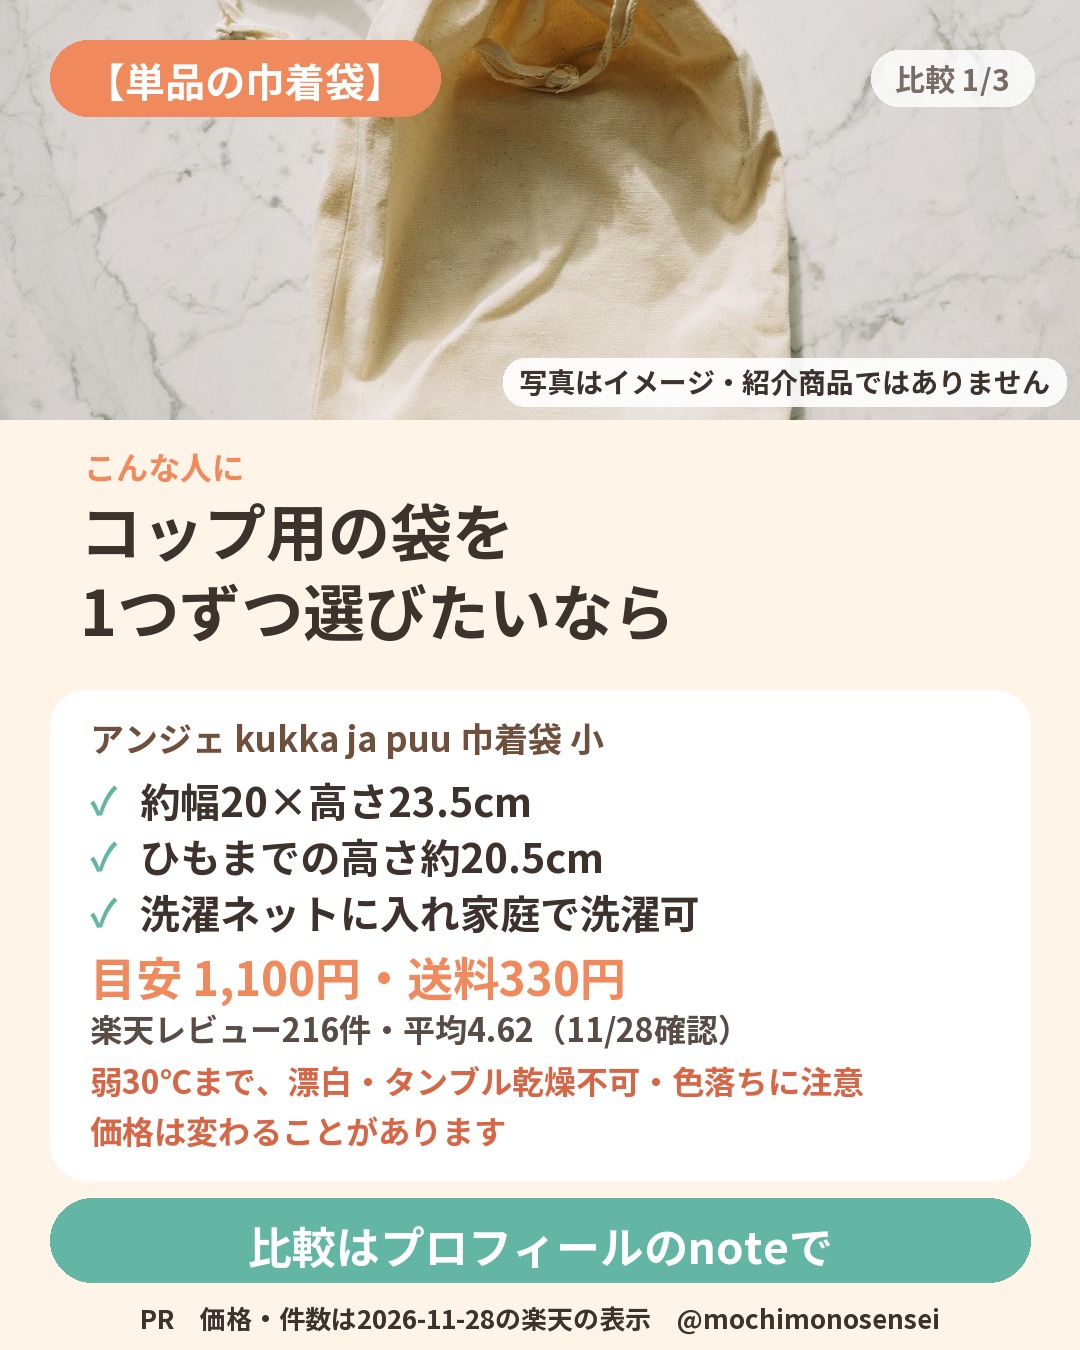 【単品の巾着袋】
比較 1/3
写真はイメージ・紹介商品ではありません
こんな人に
コップ用の袋を
1つずつ選びたいなら
アンジェ kukka ja puu 巾着袋 小
✓ 約幅20×高さ23.5cm
✓ ひもまでの高さ約20.5cm
✓ 洗濯ネットに入れ家庭で洗濯可
目安 1,100円・送料330円
楽天レビュー216件・平均4.62（11/28確認）
弱30℃まで、漂白・タンブル乾燥不可・色落ちに注意
価格は変わることがあります
比較はプロフィールのnoteで
PR　価格・件数は2026-11-28の楽天の表示　@mochimonosensei